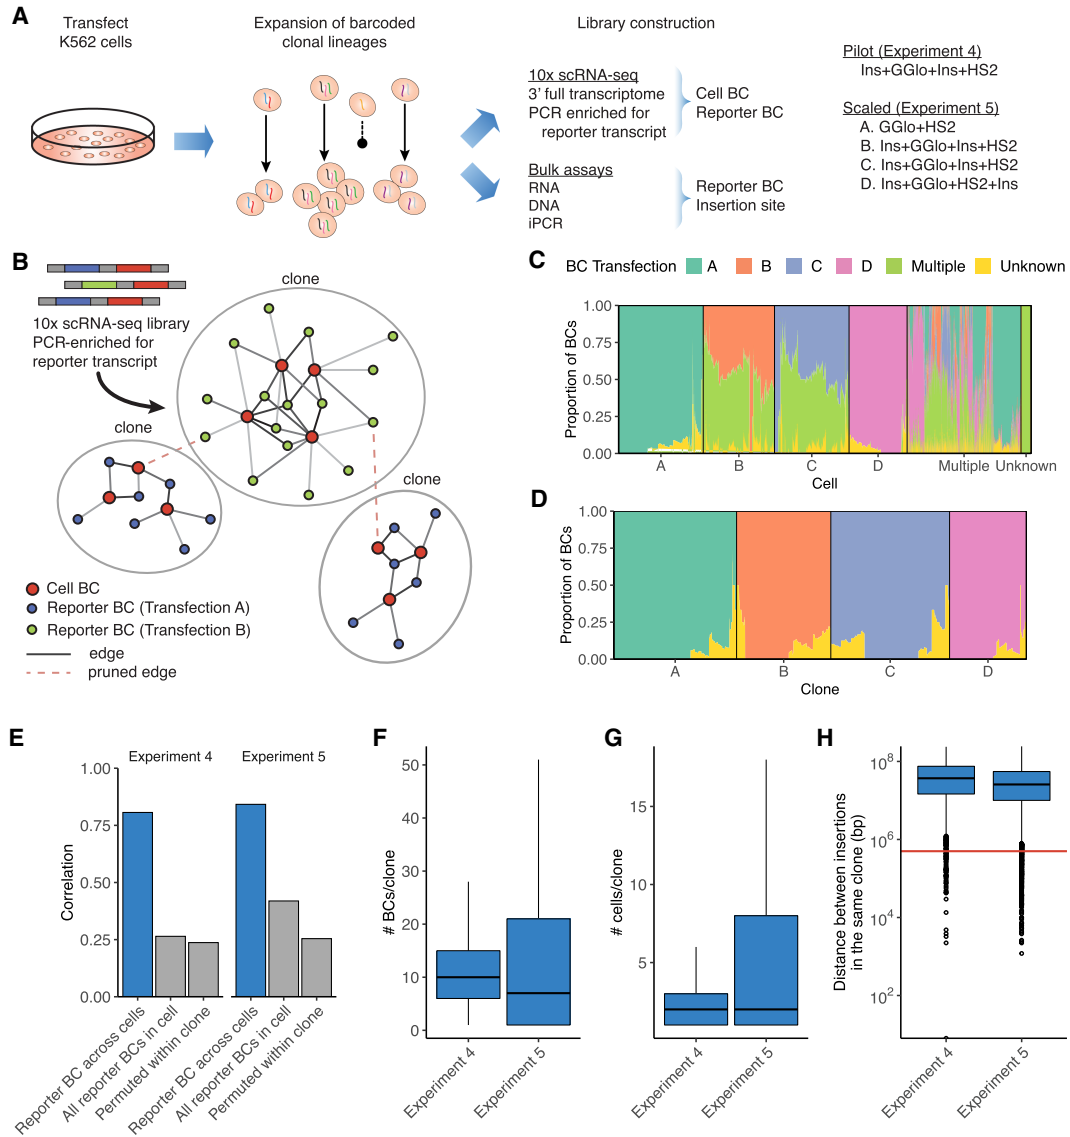 A
Transfect
K562 cells
Expansion of barcoded
clonal lineages
Library construction
10x scRNA-seq
3' full transcriptome
PCR enriched for
reporter transcript
Cell BC
Reporter BC
Bulk assays
RNA
DNA
iPCR
Reporter BC
Insertion site
Pilot (Experiment 4)
Ins+GGlo+Ins+HS2
Scaled (Experiment 5)
A. GGlo+HS2
B. Ins+GGlo+Ins+HS2
C. Ins+GGlo+Ins+HS2
D. Ins+GGlo+HS2+Ins
B
10x scRNA-seq library
PCR-enriched for
reporter transcript
clone
clone
clone
Cell BC
Reporter BC (Transfection A)
Reporter BC (Transfection B)
edge
pruned edge
C
BC Transfection A B C D Multiple Unknown
Proportion of BCs
1.00
0.75
0.50
0.25
0.00
A B C D Multiple Unknown
Cell
D
Proportion of BCs
1.00
0.75
0.50
0.25
0.00
A B C D
Clone
E
Experiment 4 Experiment 5
Correlation
1.00
0.75
0.50
0.25
0.00
Reporter BC across cells
All reporter BCs in cell
Permuted within clone
Reporter BC across cells
All reporter BCs in cell
Permuted within clone
F
# BCs/clone
50
40
30
20
10
0
Experiment 4
Experiment 5
G
# cells/clone
15
10
5
Experiment 4
Experiment 5
H
Distance between insertions
in the same clone (bp)
10⁸
10⁶
10⁴
10²
Experiment 4
Experiment 5